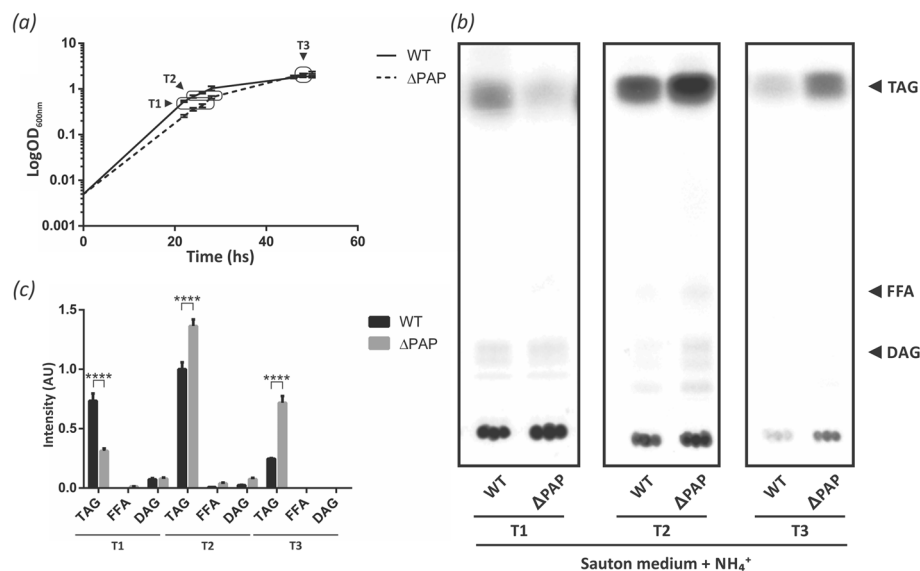 (a)
10
1
0.1
0.01
0.001
LogOD600nm
0
20
40
60
Time (hs)
T1
T2
T3
WT
ΔPAP
(b)
TAG
FFA
DAG
WT
ΔPAP
WT
ΔPAP
WT
ΔPAP
T1
T2
T3
Sauton medium + NH₄⁺
(c)
1.5
1.0
0.5
0.0
Intensity (AU)
****
****
****
WT
ΔPAP
TAG
FFA
DAG
TAG
FFA
DAG
TAG
FFA
DAG
T1
T2
T3